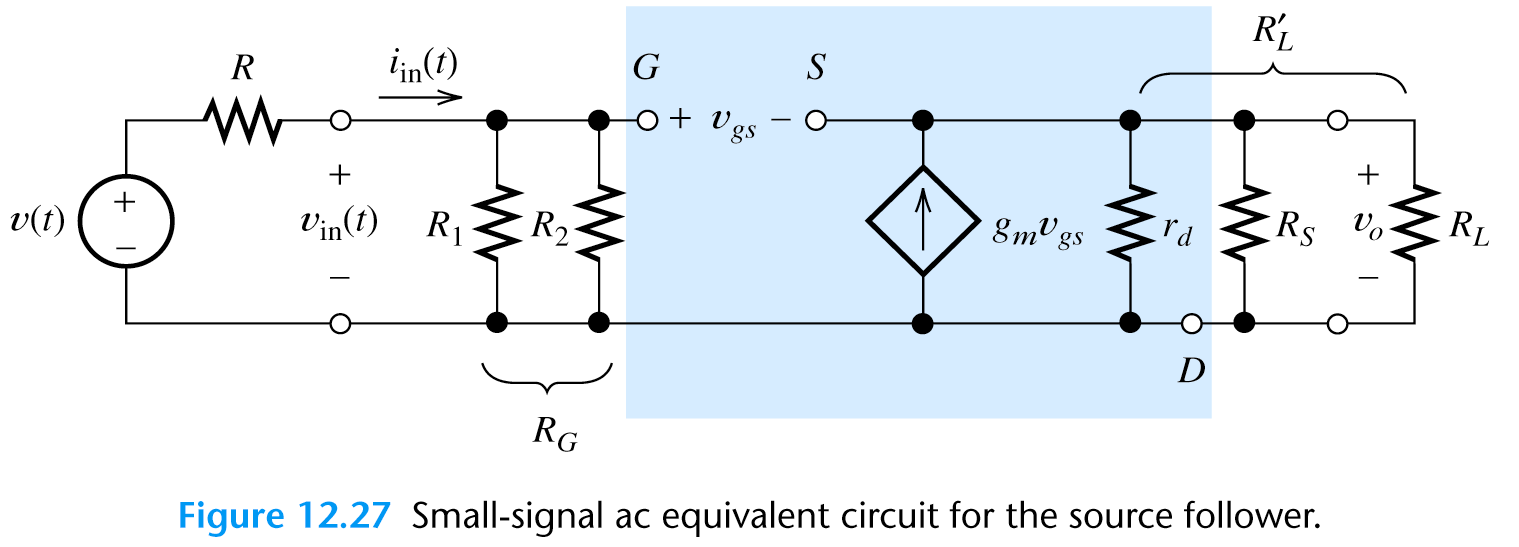 R′L
R iin(t) G S
+ vgs −
v(t) + − + vin(t) − R1 R2 gmvgs rd RS + vo − RL
D
RG
Figure 12.27 Small-signal ac equivalent circuit for the source follower.